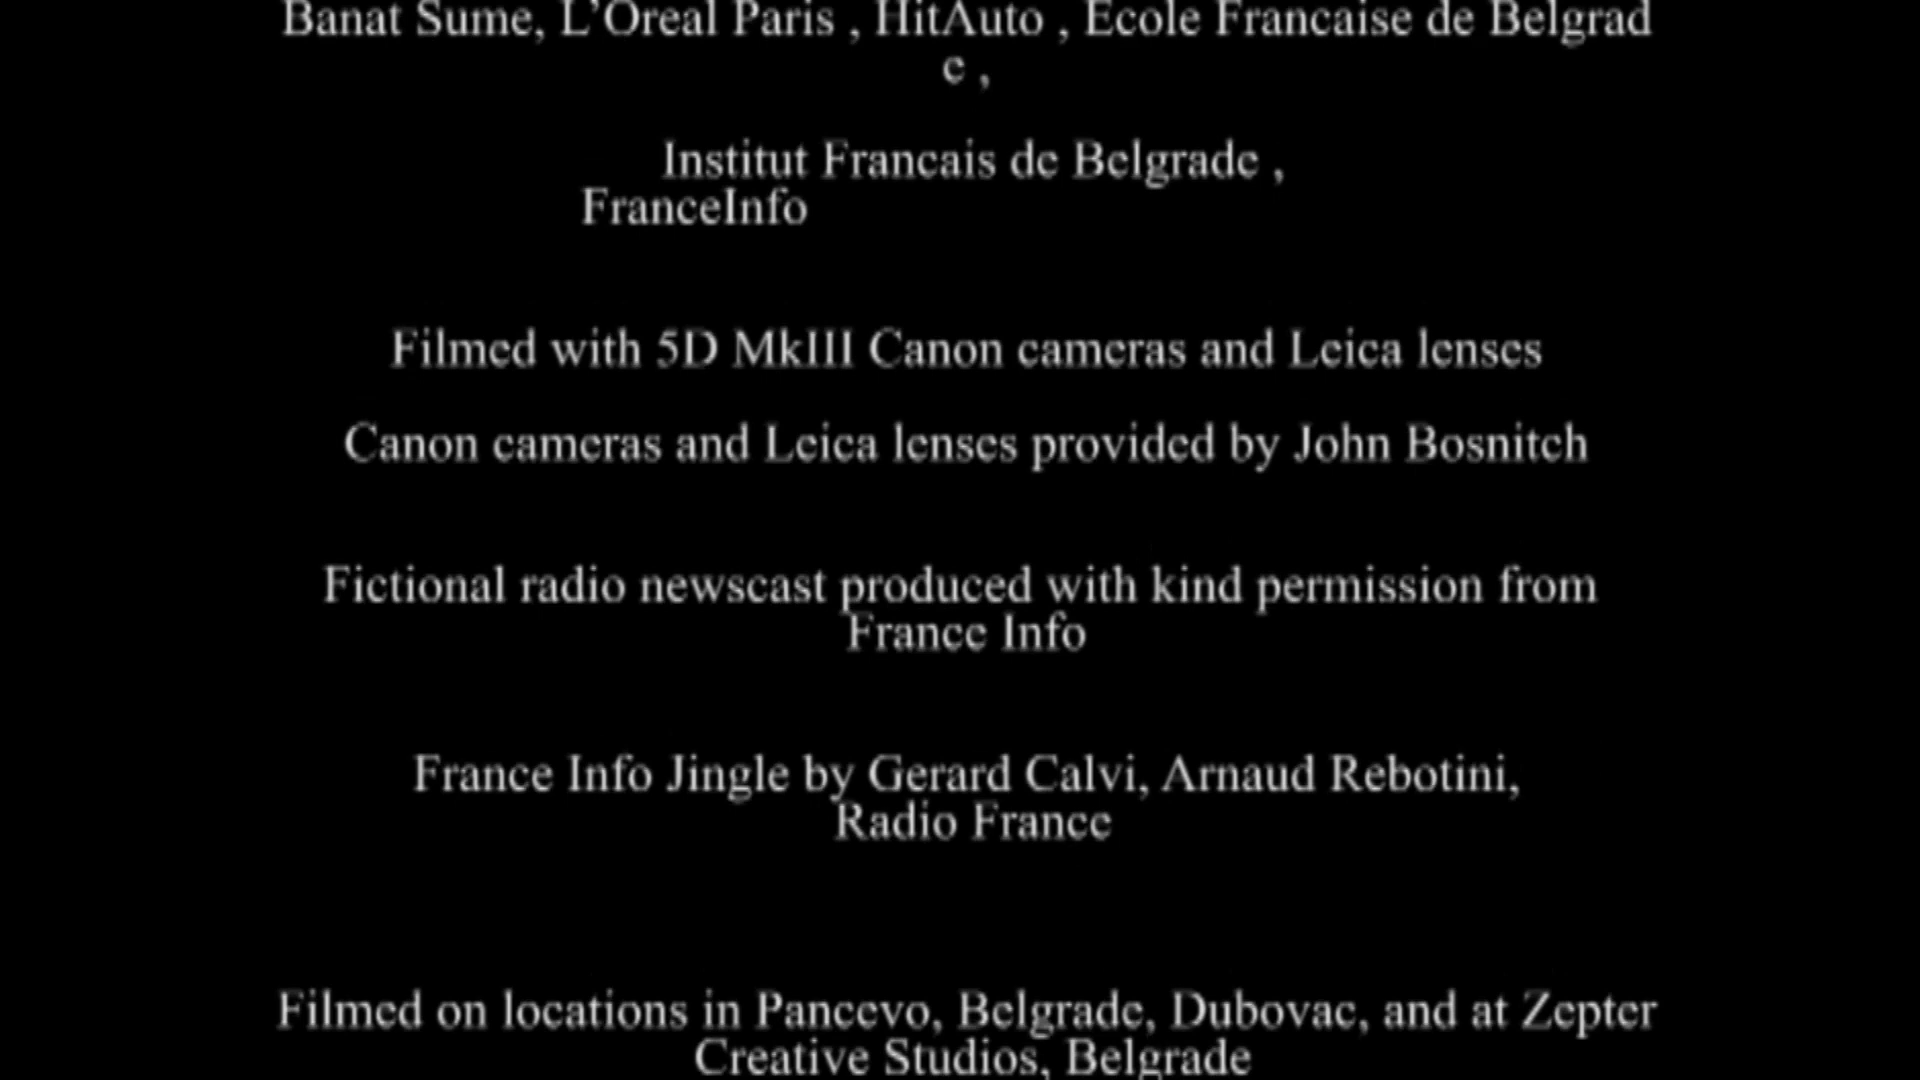 Banat Sume, L’Oreal Paris , HitAuto , Ecole Francaise de Belgrad
e ,
Institut Francais de Belgrade ,
FranceInfo
Filmed with 5D MkIII Canon cameras and Leica lenses
Canon cameras and Leica lenses provided by John Bosnitch
Fictional radio newscast produced with kind permission from
France Info
France Info Jingle by Gerard Calvi, Arnaud Rebotini,
Radio France
Filmed on locations in Pancevo, Belgrade, Dubovac, and at Zepter
Creative Studios, Belgrade